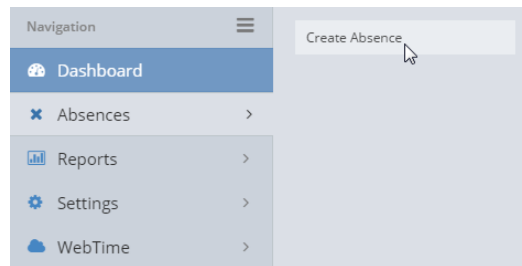 Navigation
Create Absence
Dashboard
Absences
Reports
Settings
WebTime